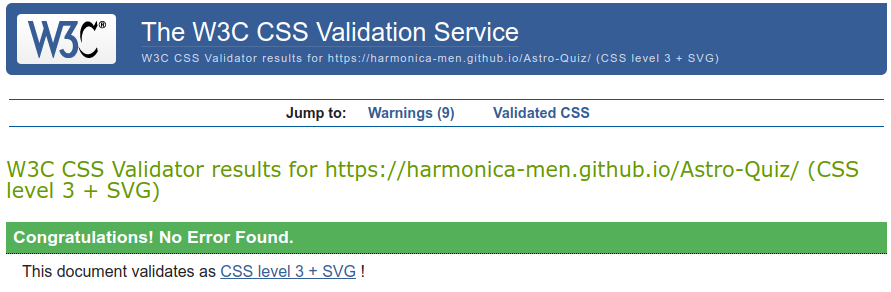 W3C®
The W3C CSS Validation Service
W3C CSS Validator results for https://harmonica-men.github.io/Astro-Quiz/ (CSS level 3 + SVG)
Jump to: Warnings (9) Validated CSS
W3C CSS Validator results for https://harmonica-men.github.io/Astro-Quiz/ (CSS
level 3 + SVG)
Congratulations! No Error Found.
This document validates as CSS level 3 + SVG !